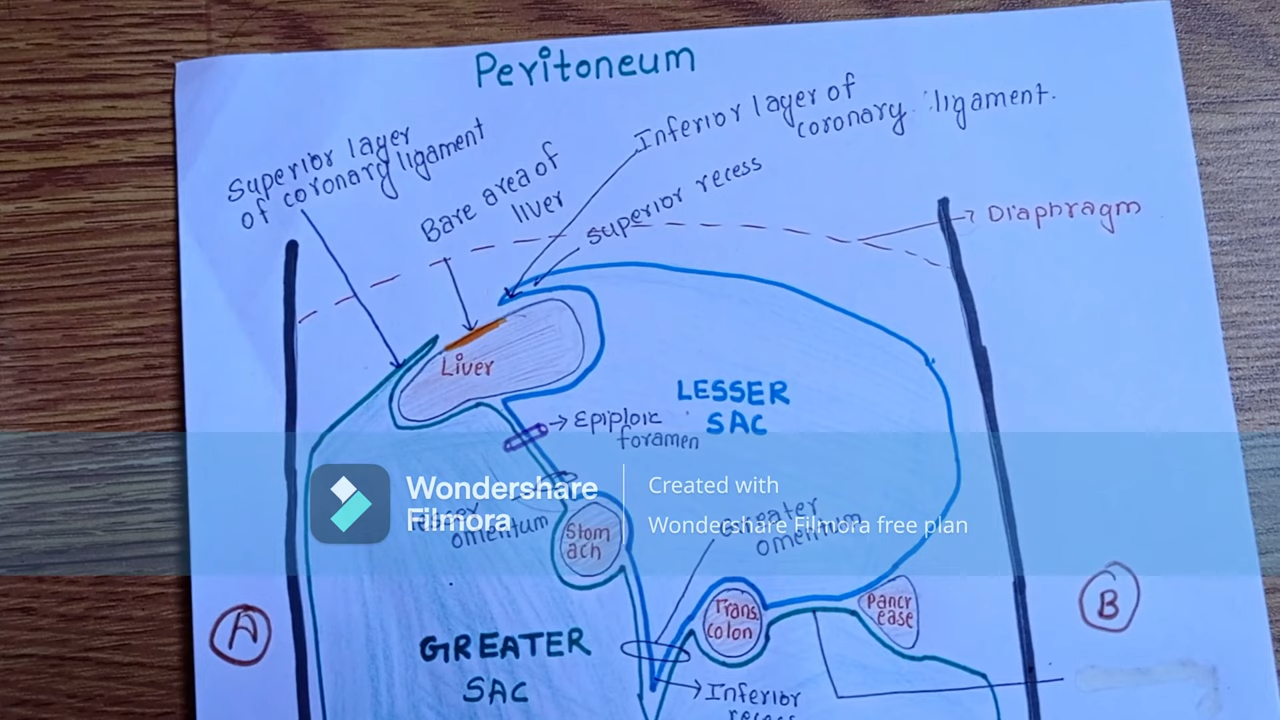 Peritoneum
Superior layer
of coronary ligament
Bare area of
liver
Inferior layer of
coronary ligament.
superior recess
Diaphragm
Liver
LESSER
SAC
Epiploic
foramen
Wondershare
Filmora
Created with
Wondershare Filmora free plan
omentum
Greater
omentum
Stom
ach
A
B
Trans
colon
Pancr
ease
GREATER
SAC
Inferior
recess